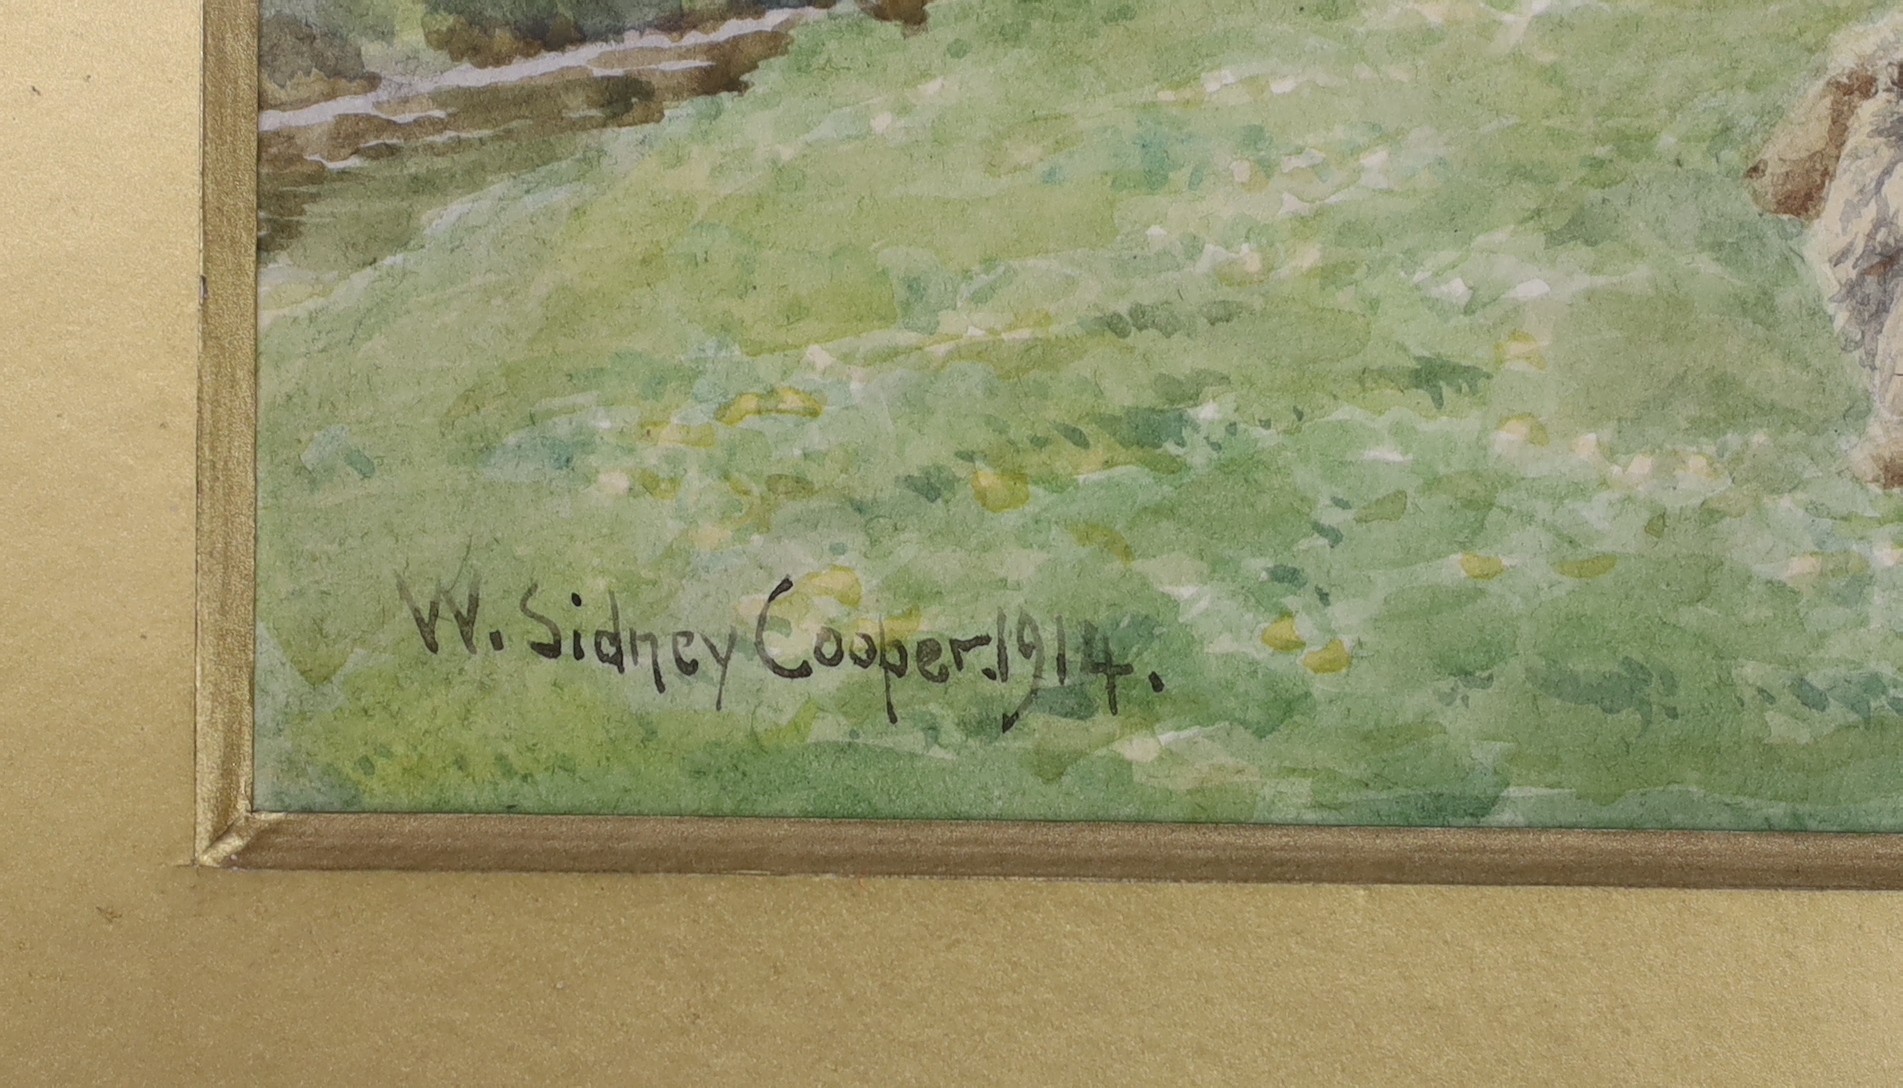 W. Sidney Cooper. 1914.